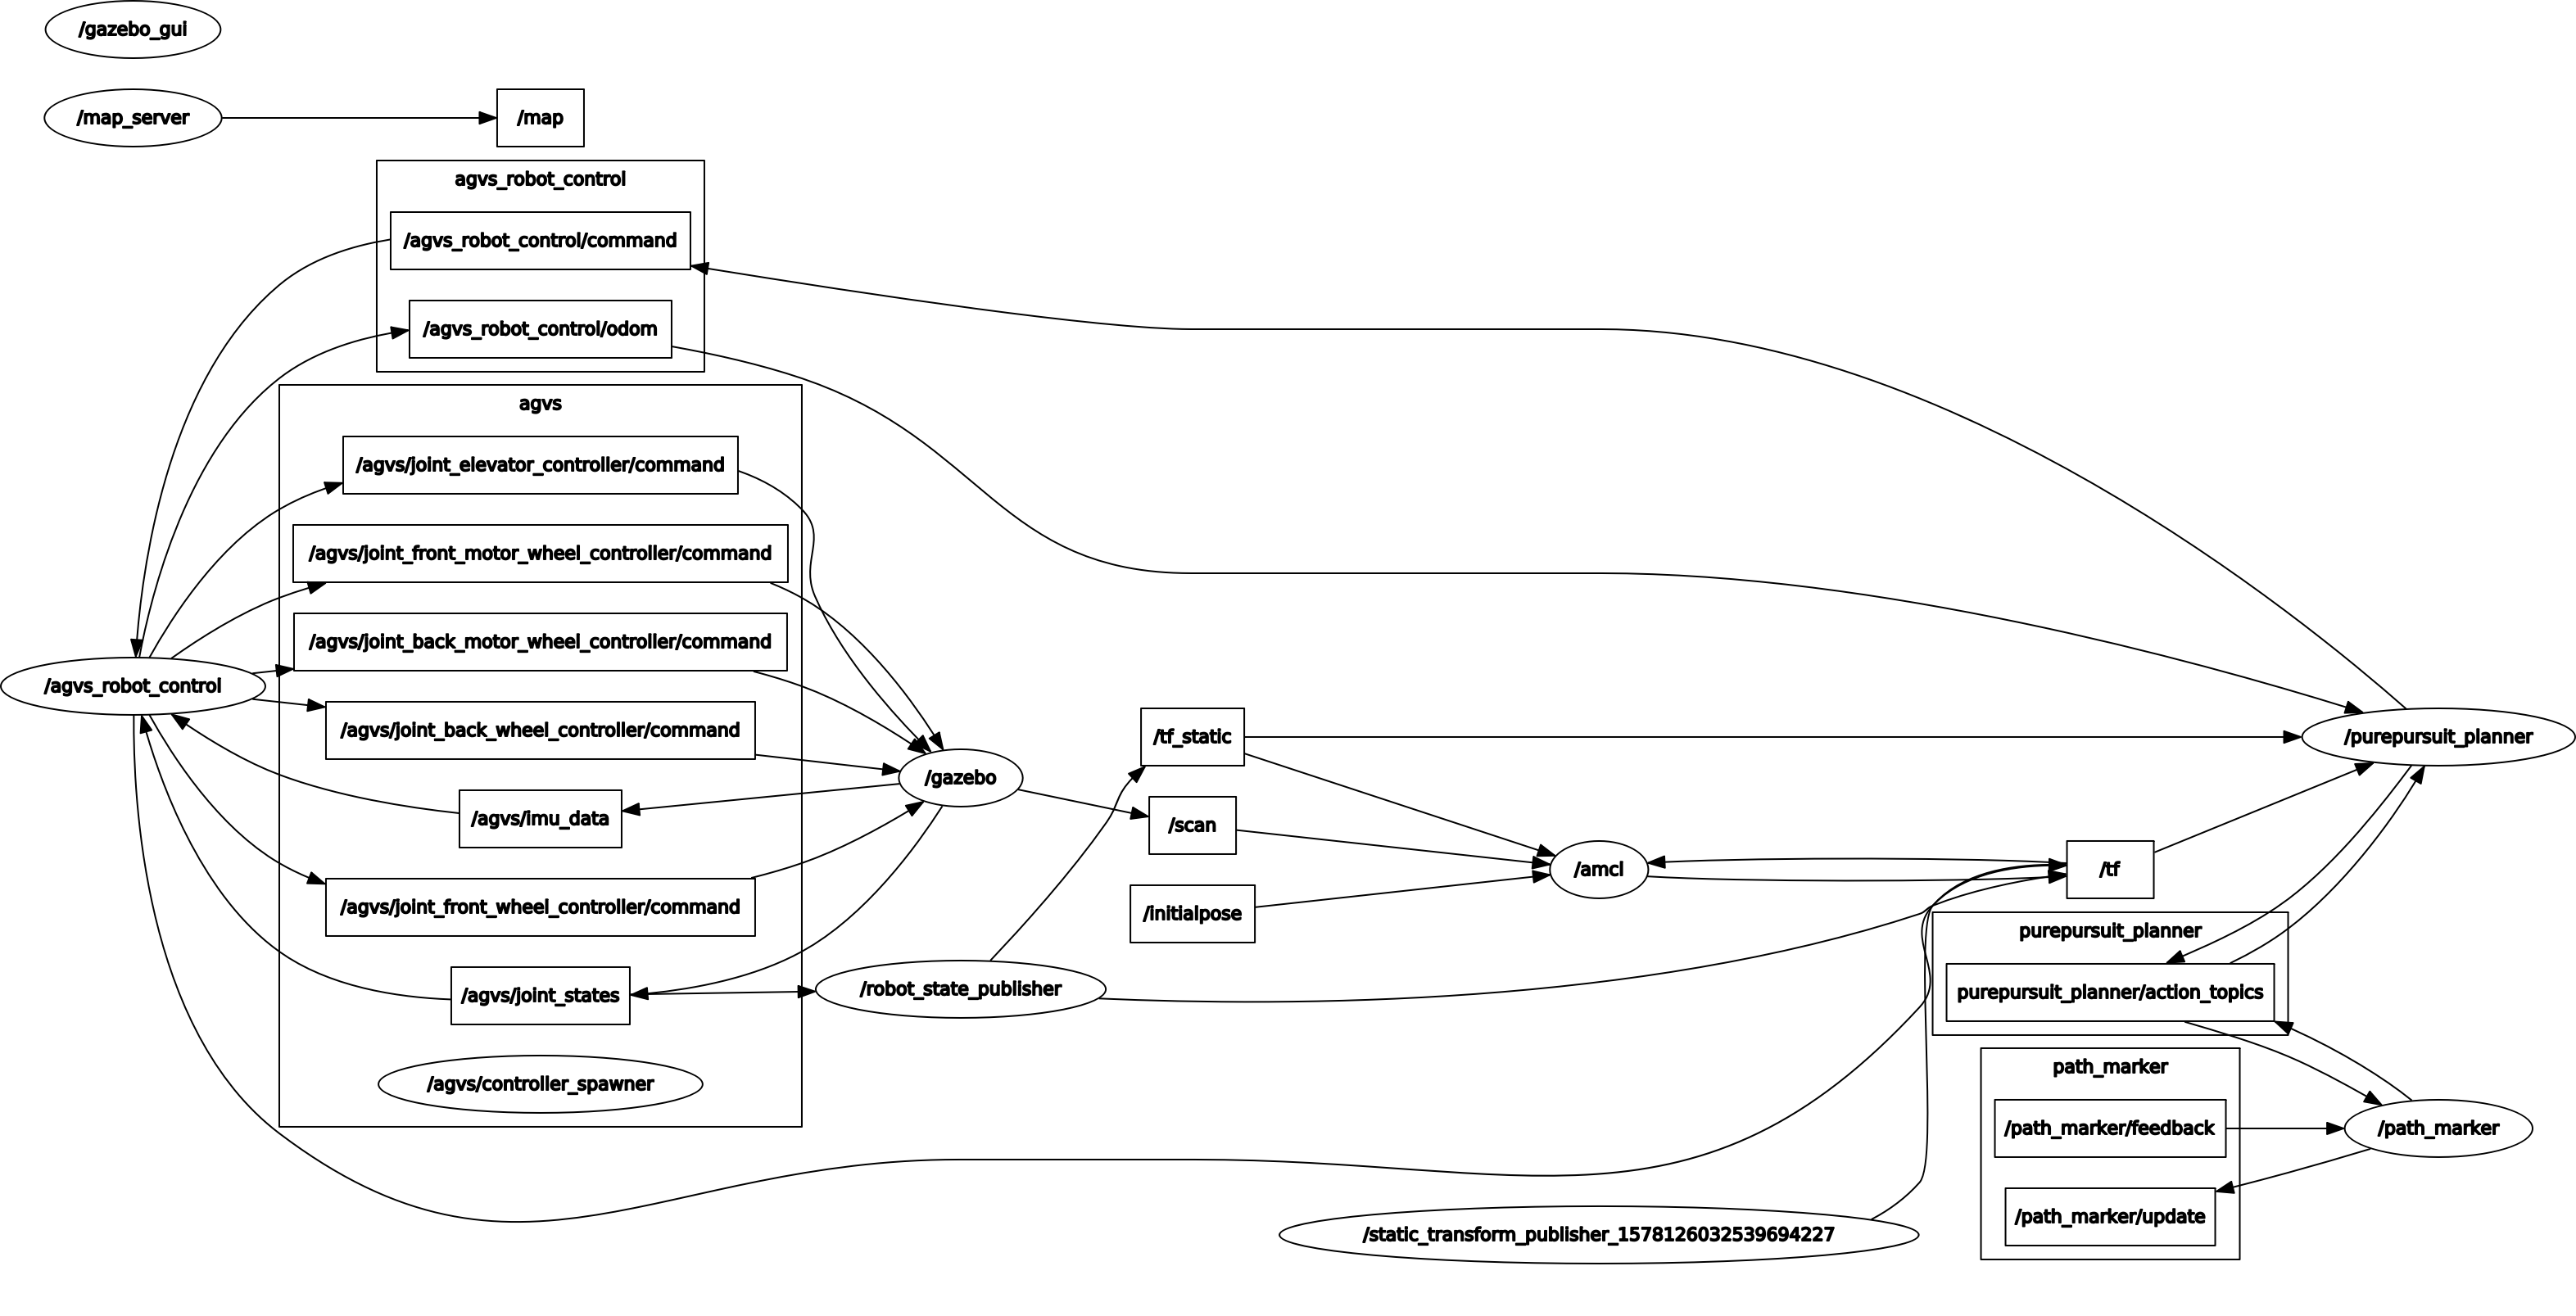 /gazebo_gui
/map_server
/map
agvs_robot_control
/agvs_robot_control/command
/agvs_robot_control/odom
agvs
/agvs/joint_elevator_controller/command
/agvs/joint_front_motor_wheel_controller/command
/agvs/joint_back_motor_wheel_controller/command
/agvs_robot_control
/agvs/joint_back_wheel_controller/command
/agvs/imu_data
/agvs/joint_front_wheel_controller/command
/agvs/joint_states
/agvs/controller_spawner
/gazebo
/robot_state_publisher
/tf_static
/scan
/initialpose
/amcl
/static_transform_publisher_1578126032539694227
/tf
/purepursuit_planner
purepursuit_planner
purepursuit_planner/action_topics
path_marker
/path_marker/feedback
/path_marker
/path_marker/update